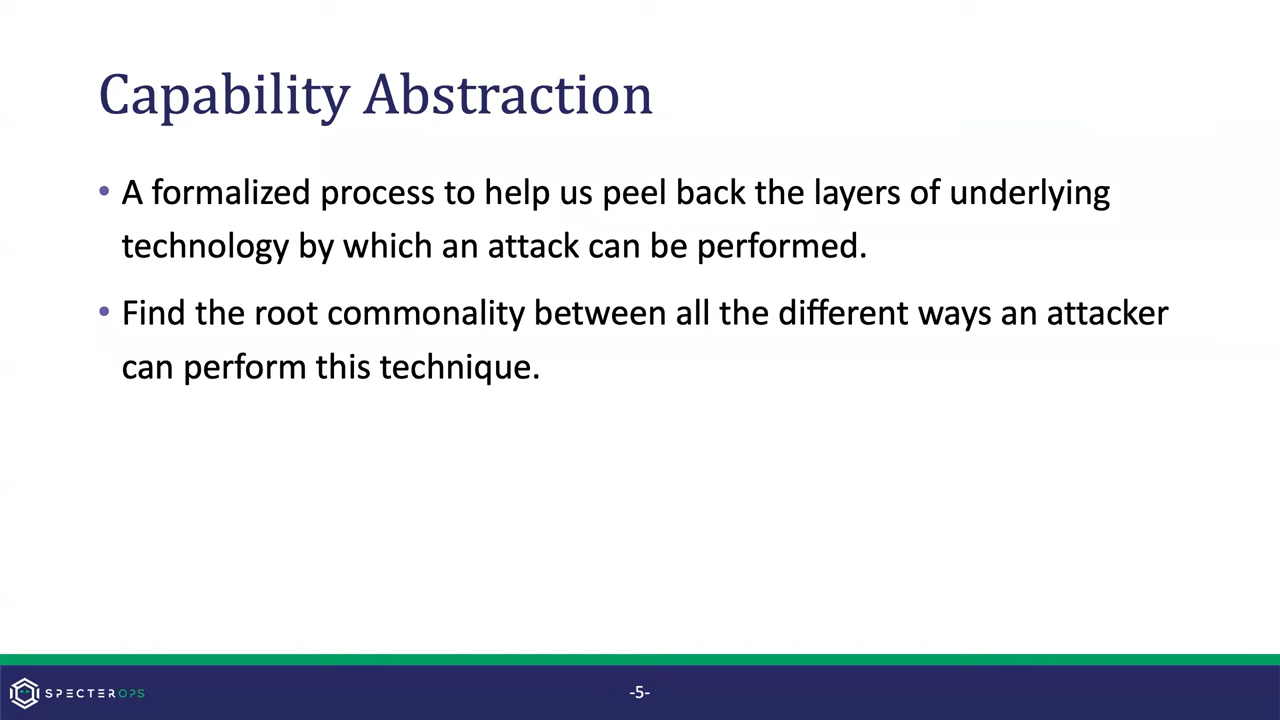 Capability Abstraction
• A formalized process to help us peel back the layers of underlying
technology by which an attack can be performed.
• Find the root commonality between all the different ways an attacker
can perform this technique.
SPECTEROPS
-5-